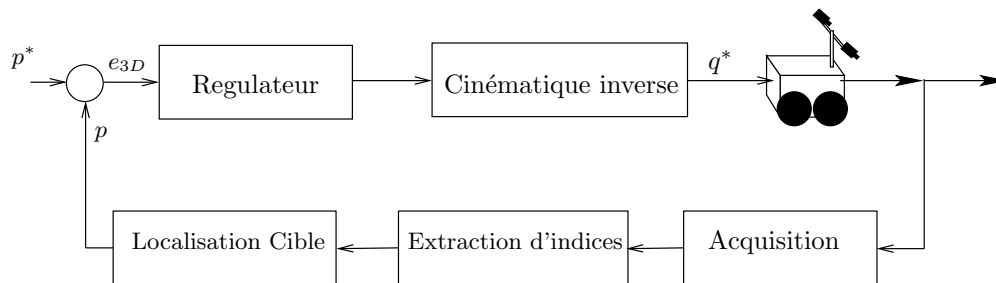 p*
e3D
Regulateur
Cinématique inverse
q*
p
Localisation Cible
Extraction d'indices
Acquisition